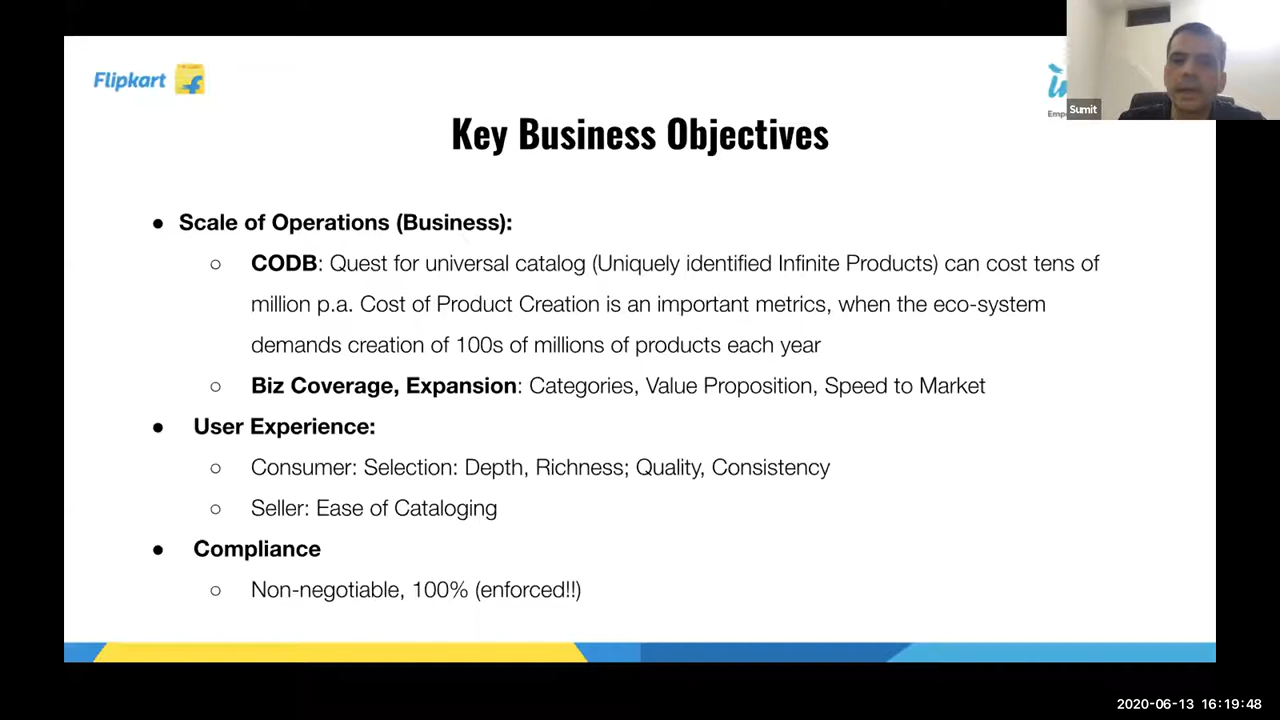 Flipkart
Sumit
Key Business Objectives
● Scale of Operations (Business):
○ CODB: Quest for universal catalog (Uniquely identified Infinite Products) can cost tens of
million p.a. Cost of Product Creation is an important metrics, when the eco-system
demands creation of 100s of millions of products each year
○ Biz Coverage, Expansion: Categories, Value Proposition, Speed to Market
● User Experience:
○ Consumer: Selection: Depth, Richness; Quality, Consistency
○ Seller: Ease of Cataloging
● Compliance
○ Non-negotiable, 100% (enforced!!)
2020-06-13 16:19:48